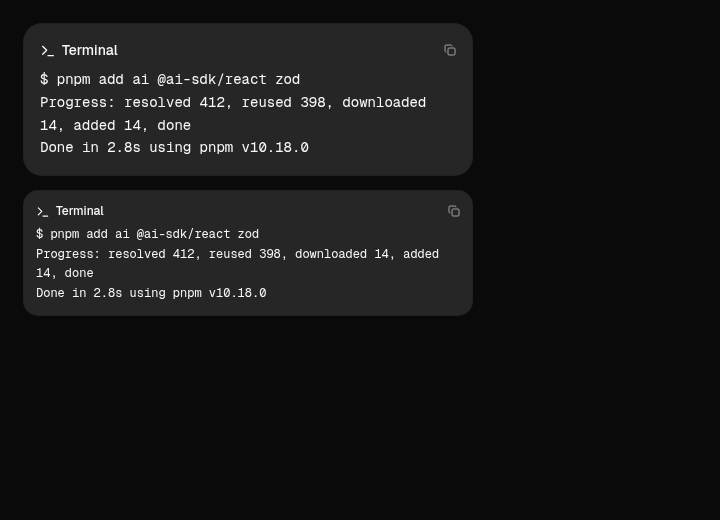 Terminal
$ pnpm add ai @ai-sdk/react zod
Progress: resolved 412, reused 398, downloaded
14, added 14, done
Done in 2.8s using pnpm v10.18.0
Terminal
$ pnpm add ai @ai-sdk/react zod
Progress: resolved 412, reused 398, downloaded 14, added
14, done
Done in 2.8s using pnpm v10.18.0